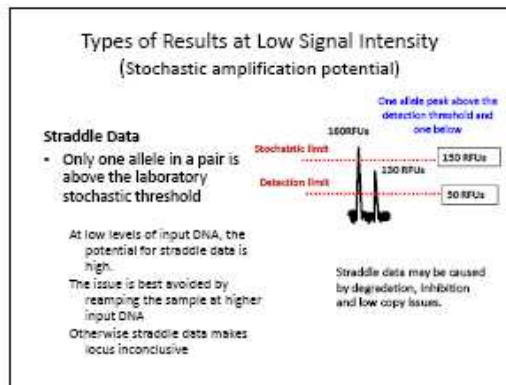 Types of Results at Low Signal Intensity
(Stochastic amplification potential)
Straddle Data
• Only one allele in a pair is
above the laboratory
stochastic threshold
At low levels of input DNA, the
potential for straddle data is
high.
The issue is best avoided by
reamping the sample at higher
input DNA
Otherwise straddle data makes
locus inconclusive
One allele peak above the
detection threshold and
one below
160RFUs
Stochastic limit
150 RFUs
130 RFUs
Detection limit
50 RFUs
Straddle data may be caused
by degradation, inhibition
and low copy issues.